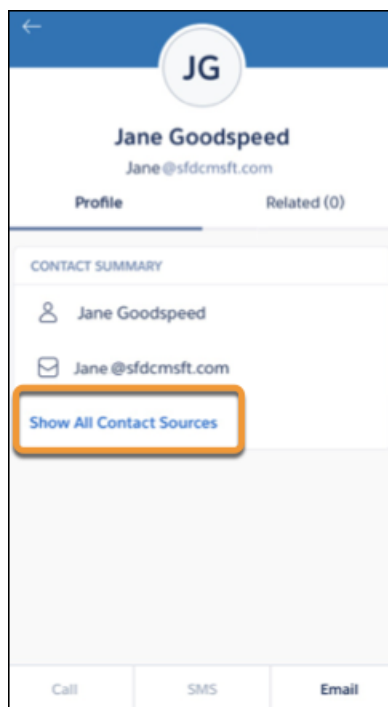 JG
Jane Goodspeed
Jane@sfdcmsft.com
Profile Related (0)
CONTACT SUMMARY
Jane Goodspeed
Jane@sfdcmsft.com
Show All Contact Sources
Call SMS Email